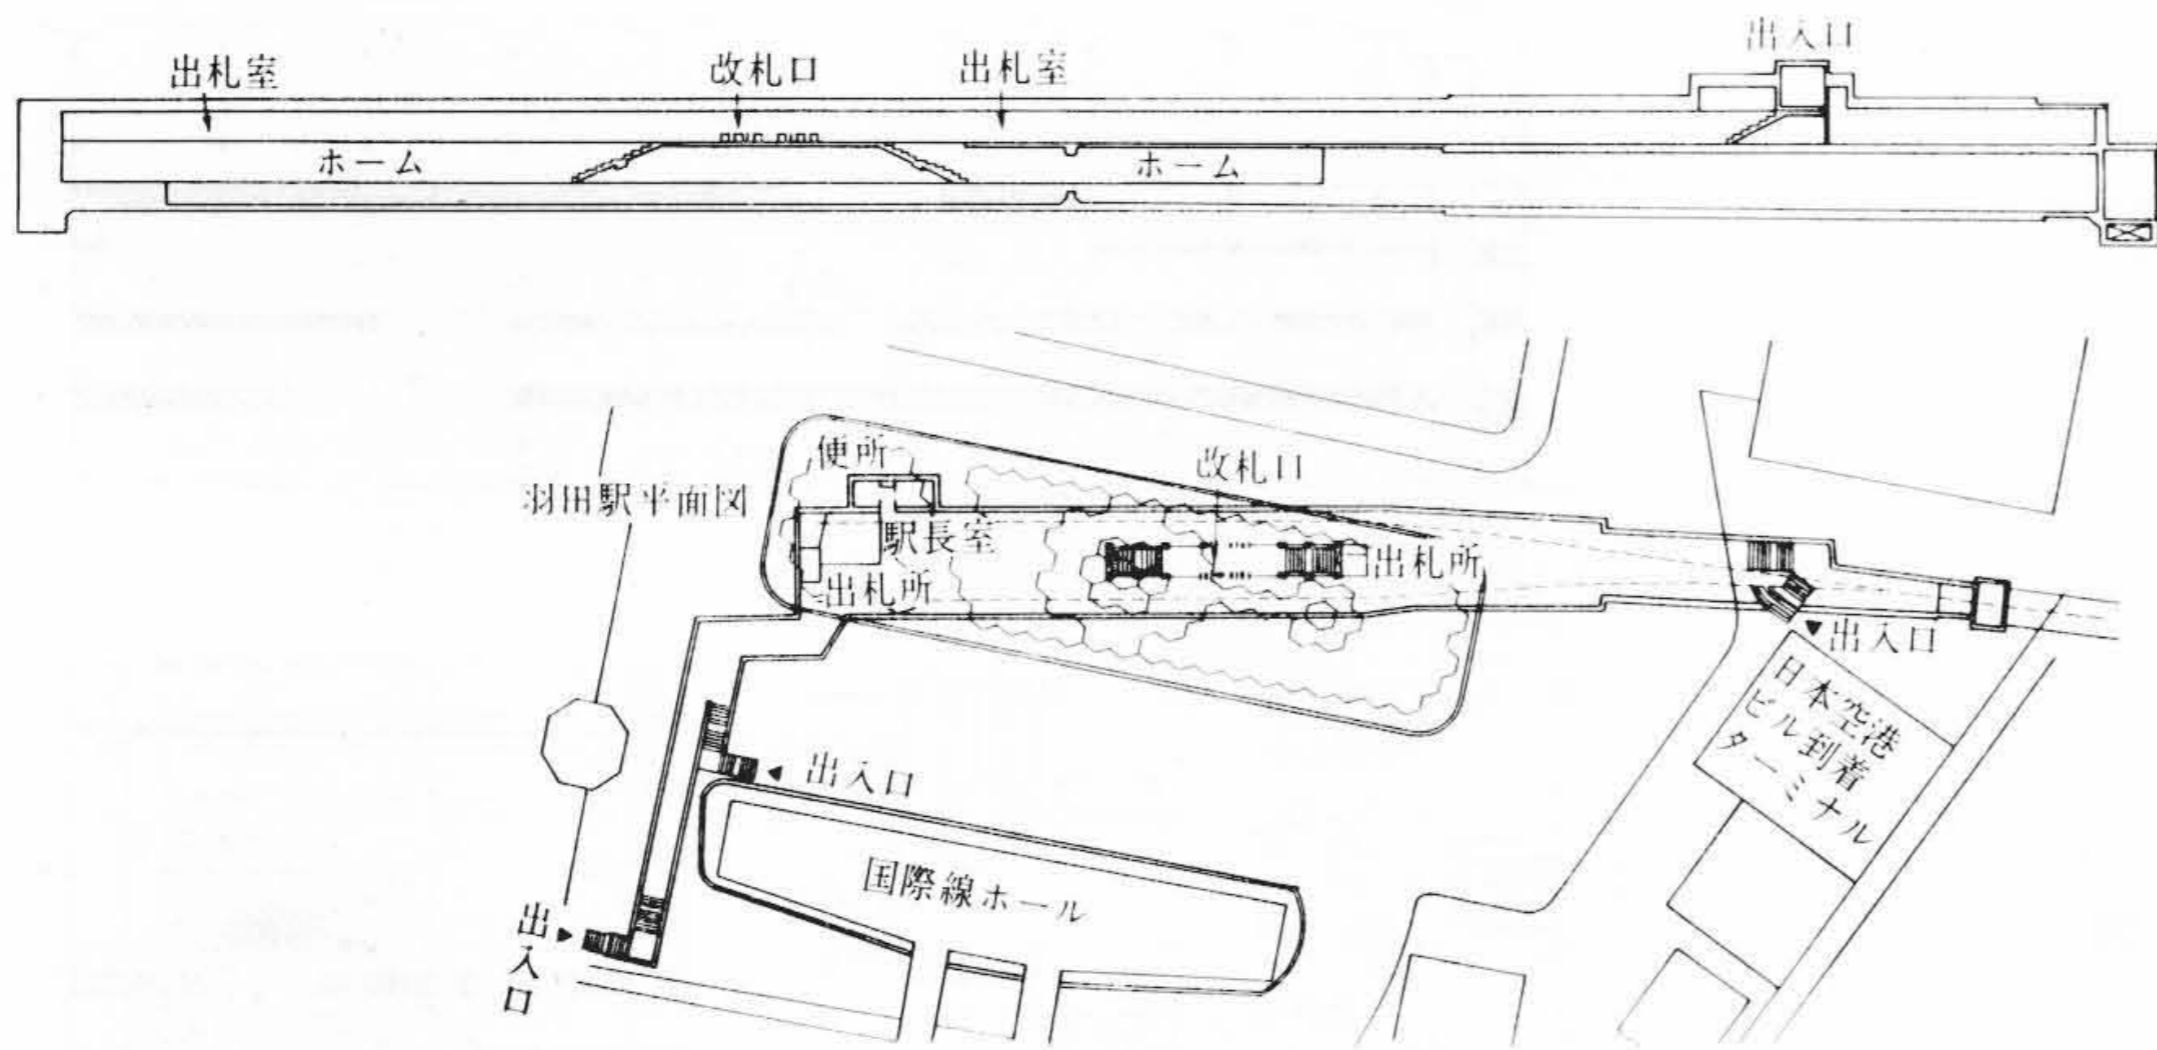 出入口
出札室
改札口
出札室
ホーム
ホーム
便所
改札口
羽田駅平面図
駅長室
出札所
出札所
出入口
日本空港
ビル到着
ターミナル
出入口
国際線ホール
出入口